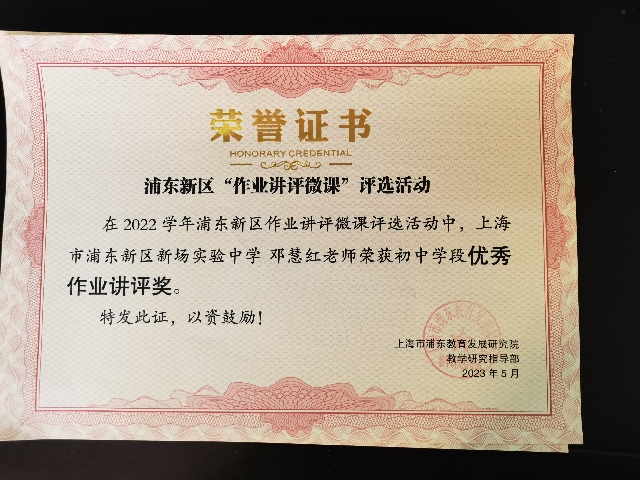 荣誉证书
HONORARY CREDENTIAL
浦东新区“作业讲评微课”评选活动
在2022学年浦东新区作业讲评微课评选活动中，上海
市浦东新区新场实验中学 邓慧红老师荣获初中学段优秀
作业讲评奖。
特发此证，以资鼓励！
上海市浦东教育发展研究院
教学研究指导部
2023年5月